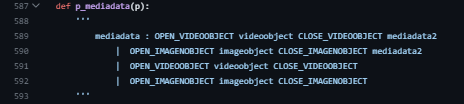 587 def p_mediadata(p):
588 '''
589 mediadata : OPEN_VIDEOOBJECT videoobject CLOSE_VIDEOOBJECT mediadata2
590 | OPEN_IMAGENOBJECT imageobject CLOSE_IMAGENOBJECT mediadata2
591 | OPEN_VIDEOOBJECT videoobject CLOSE_VIDEOOBJECT
592 | OPEN_IMAGENOBJECT imageobject CLOSE_IMAGENOBJECT
593 '''